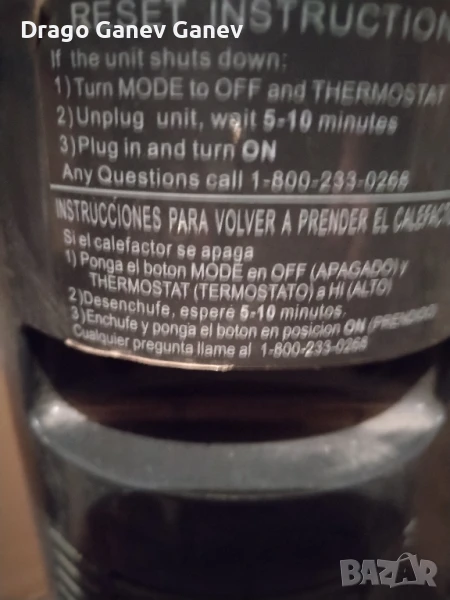 Drago Ganev Ganev
RESET INSTRUCTION
If the unit shuts down:
1)Turn MODE to OFF and THERMOSTAT
2)Unplug unit, wait 5-10 minutes
3)Plug in and turn ON
Any Questions call 1-800-233-0268
INSTRUCCIONES PARA VOLVER A PRENDER EL CALEFACTO
Si el calefactor se apaga
1) Ponga el boton MODE en OFF (APAGADO) y
THERMOSTAT (TERMOSTATO) a HI (ALTO)
2)Desenchufe, espere 5-10 minutos.
3)Enchufe y ponga el boton en posicion ON (PRENDIDO)
Cualquier pregunta llame al 1-800-233-0268
BAZAR